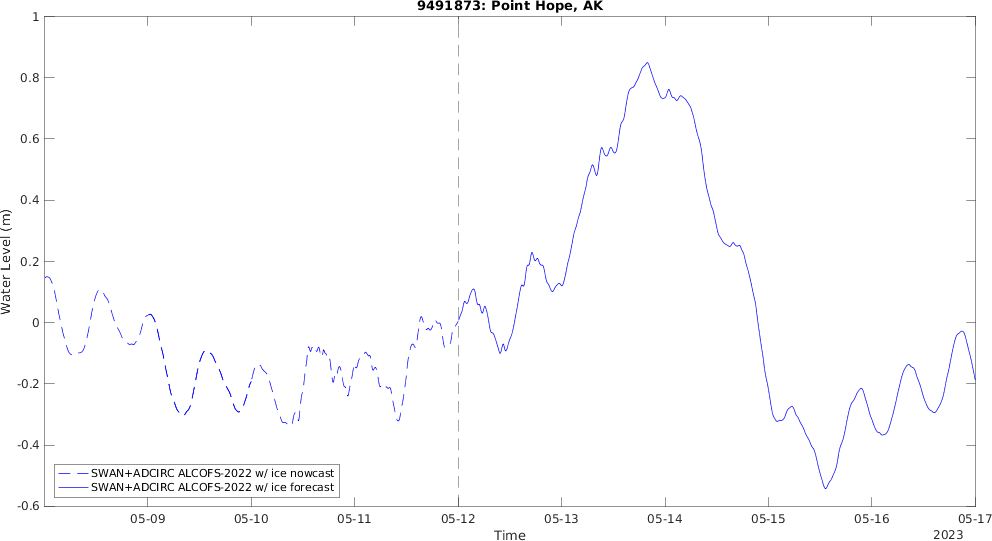 9491873: Point Hope, AK
1
0.8
0.6
0.4
0.2
0
-0.2
-0.4
-0.6
Water Level (m)
SWAN+ADCIRC ALCOFS-2022 w/ ice nowcast
SWAN+ADCIRC ALCOFS-2022 w/ ice forecast
05-09 05-10 05-11 05-12 05-13 05-14 05-15 05-16 05-17
Time
2023